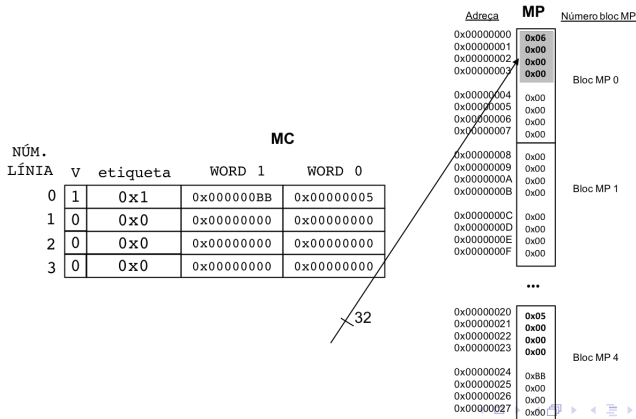 MC
NÚM.
LÍNIA V etiqueta WORD 1 WORD 0
0 1 0x1 0x000000BB 0x00000005
1 0 0x0 0x00000000 0x00000000
2 0 0x0 0x00000000 0x00000000
3 0 0x0 0x00000000 0x00000000
32
Adreça MP Número bloc MP
0x00000000 0x06
0x00000001 0x00
0x00000002 0x00
0x00000003 0x00
Bloc MP 0
0x00000004 0x00
0x00000005 0x00
0x00000006 0x00
0x00000007 0x00
0x00000008 0x00
0x00000009 0x00
0x0000000A 0x00
0x0000000B 0x00
Bloc MP 1
0x0000000C 0x00
0x0000000D 0x00
0x0000000E 0x00
0x0000000F 0x00
...
0x00000020 0x05
0x00000021 0x00
0x00000022 0x00
0x00000023 0x00
Bloc MP 4
0x00000024 0xBB
0x00000025 0x00
0x00000026 0x00
0x00000027 0x00